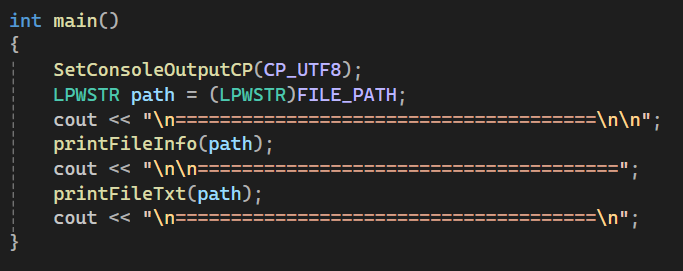 int main()
{
SetConsoleOutputCP(CP_UTF8);
LPWSTR path = (LPWSTR)FILE_PATH;
cout << "\n=====================================\n\n";
printFileInfo(path);
cout << "\n\n=====================================";
printFileTxt(path);
cout << "\n=====================================\n";
}